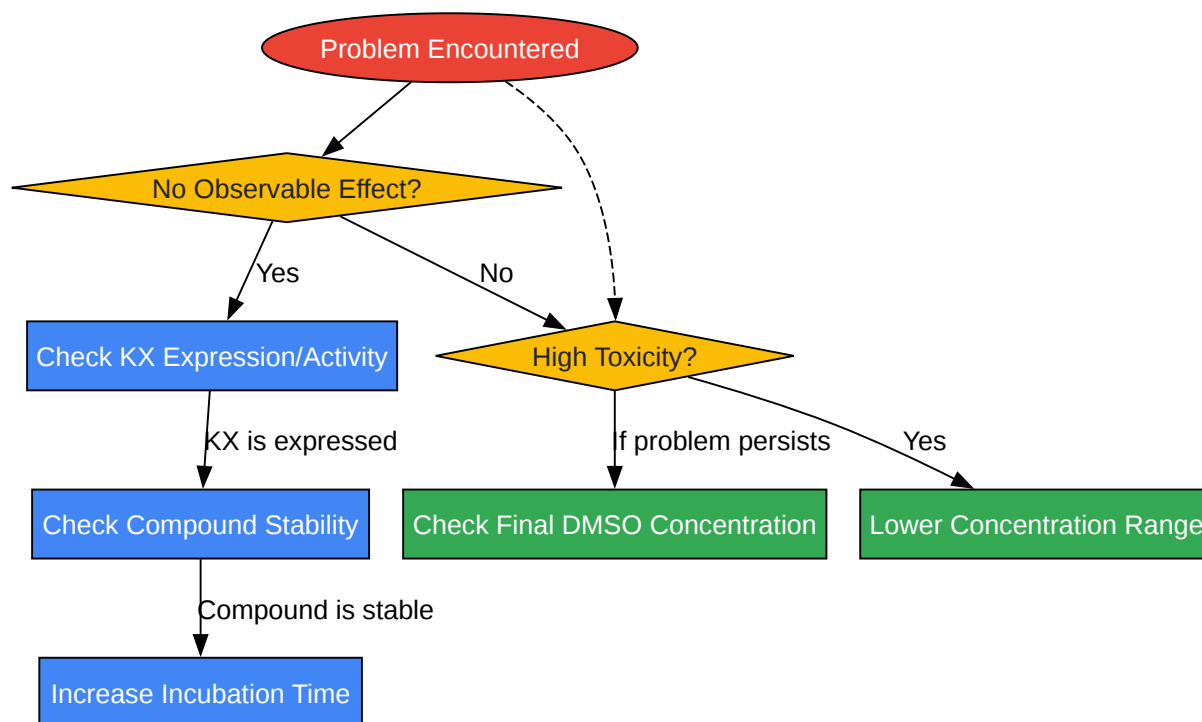 Problem Encountered
No Observable Effect?
Yes
No
Check KX Expression/Activity
High Toxicity?
KX is expressed
If problem persists
Yes
Check Compound Stability
Check Final DMSO Concentration
Lower Concentration Range
Compound is stable
Increase Incubation Time